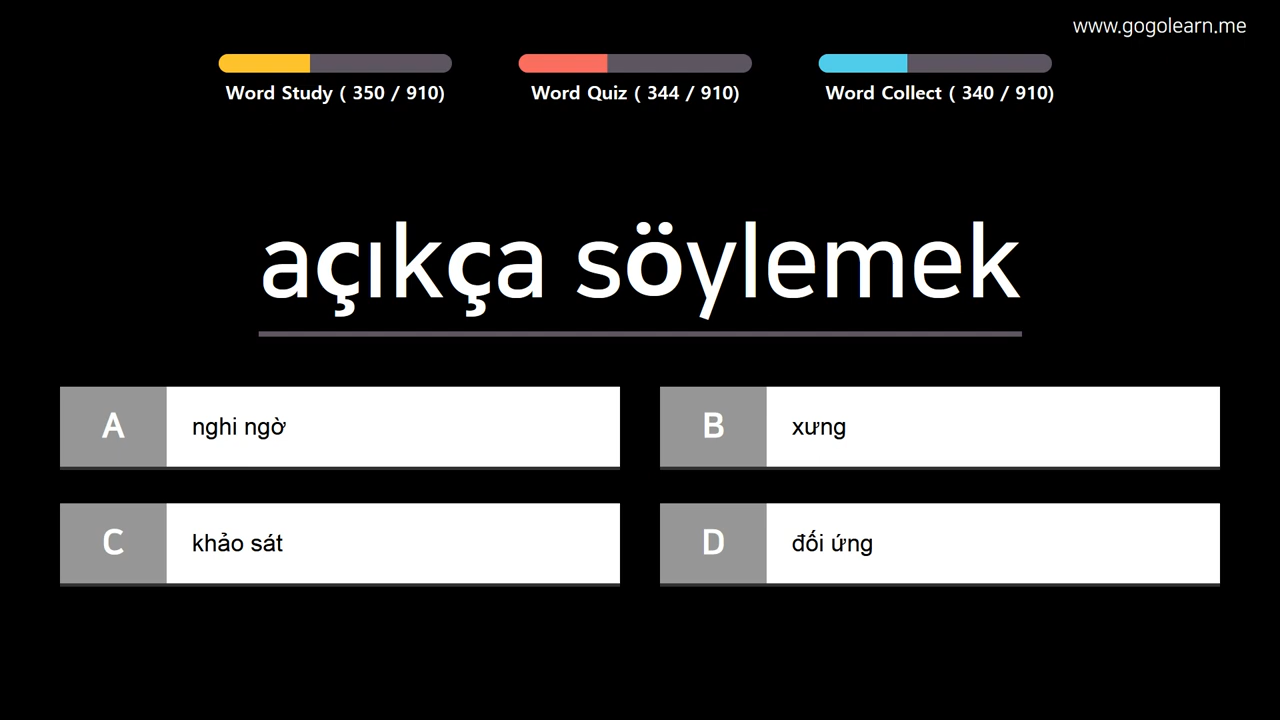 www.gogolearn.me
Word Study ( 350 / 910)
Word Quiz ( 344 / 910)
Word Collect ( 340 / 910)
açıkça söylemek
A nghi ngờ
B xưng
C khảo sát
D đối ứng